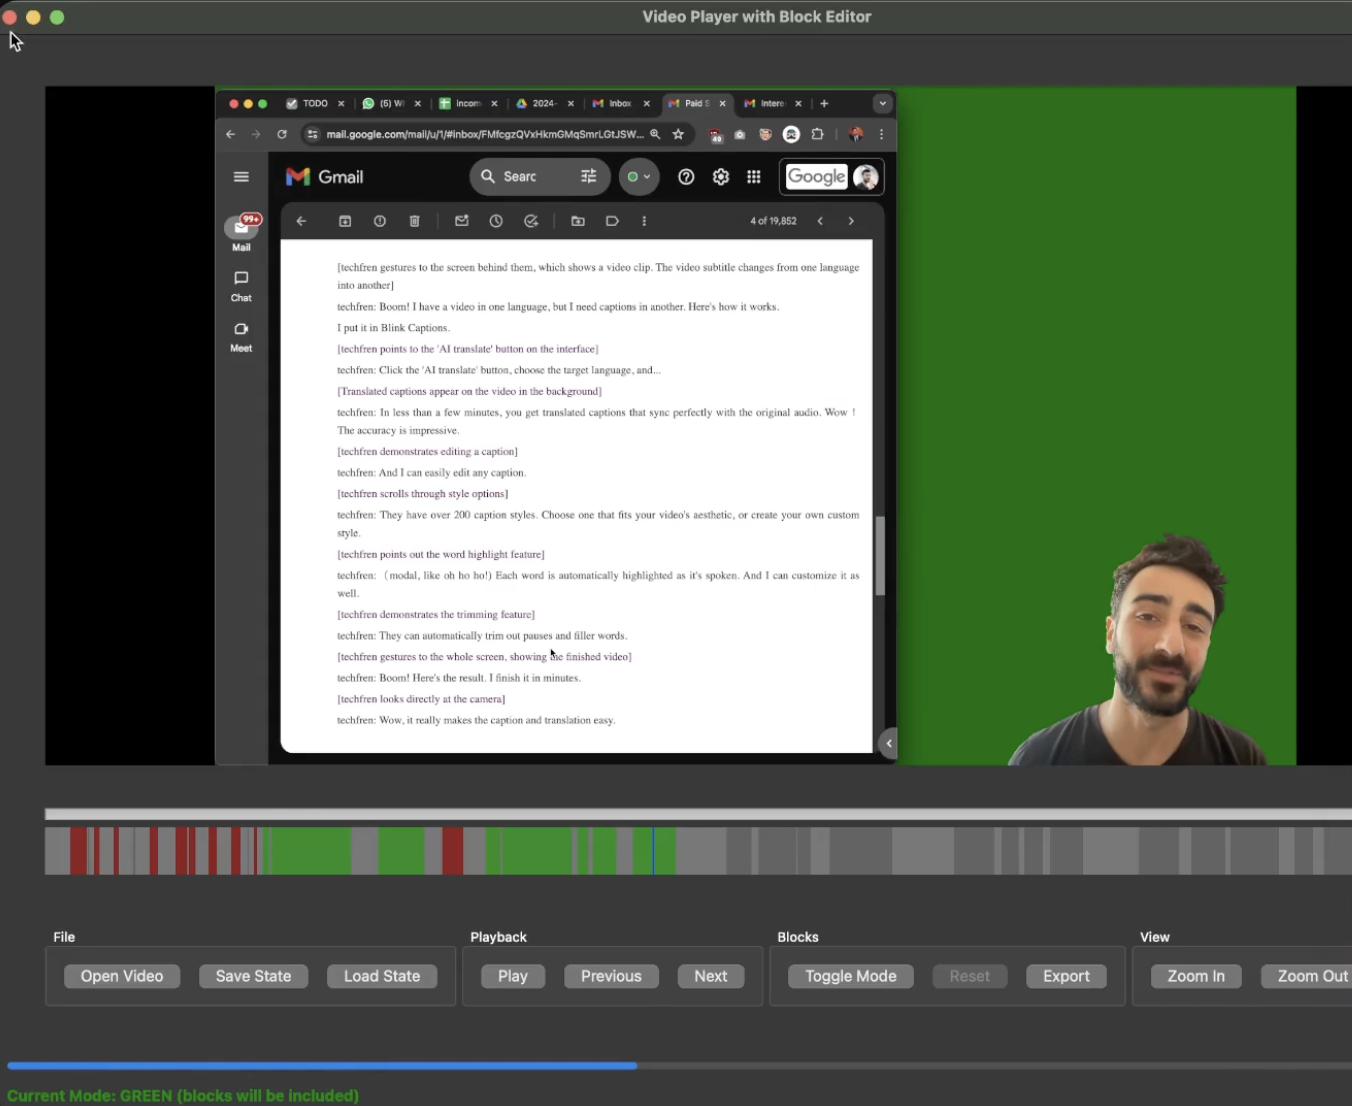 Video Player with Block Editor
TODO
(5) W
incom
2024-
Inbox
Paid S
Intere
mail.google.com/mail/u/1/#inbox/FMfcgzQVxHkmGMqSmrLGtJSW...
49
Gmail
Searc
Google
99+
Mail
4 of 19,852
Chat
Meet
[techfren gestures to the screen behind them, which shows a video clip. The video subtitle changes from one language
into another]
techfren: Boom! I have a video in one language, but I need captions in another. Here's how it works.
I put it in Blink Captions.
[techfren points to the 'AI translate' button on the interface]
techfren: Click the 'AI translate' button, choose the target language, and...
[Translated captions appear on the video in the background]
techfren: In less than a few minutes, you get translated captions that sync perfectly with the original audio. Wow！
The accuracy is impressive.
[techfren demonstrates editing a caption]
techfren: And I can easily edit any caption.
[techfren scrolls through style options]
techfren: They have over 200 caption styles. Choose one that fits your video's aesthetic, or create your own custom
style.
[techfren points out the word highlight feature]
techfren:（modal, like oh ho ho!) Each word is automatically highlighted as it's spoken. And I can customize it as
well.
[techfren demonstrates the trimming feature]
techfren: They can automatically trim out pauses and filler words.
[techfren gestures to the whole screen, showing the finished video]
techfren: Boom! Here's the result. I finish it in minutes.
[techfren looks directly at the camera]
techfren: Wow, it really makes the caption and translation easy.
File
Playback
Blocks
View
Open Video
Save State
Load State
Play
Previous
Next
Toggle Mode
Reset
Export
Zoom In
Zoom Out
Current Mode: GREEN (blocks will be included)